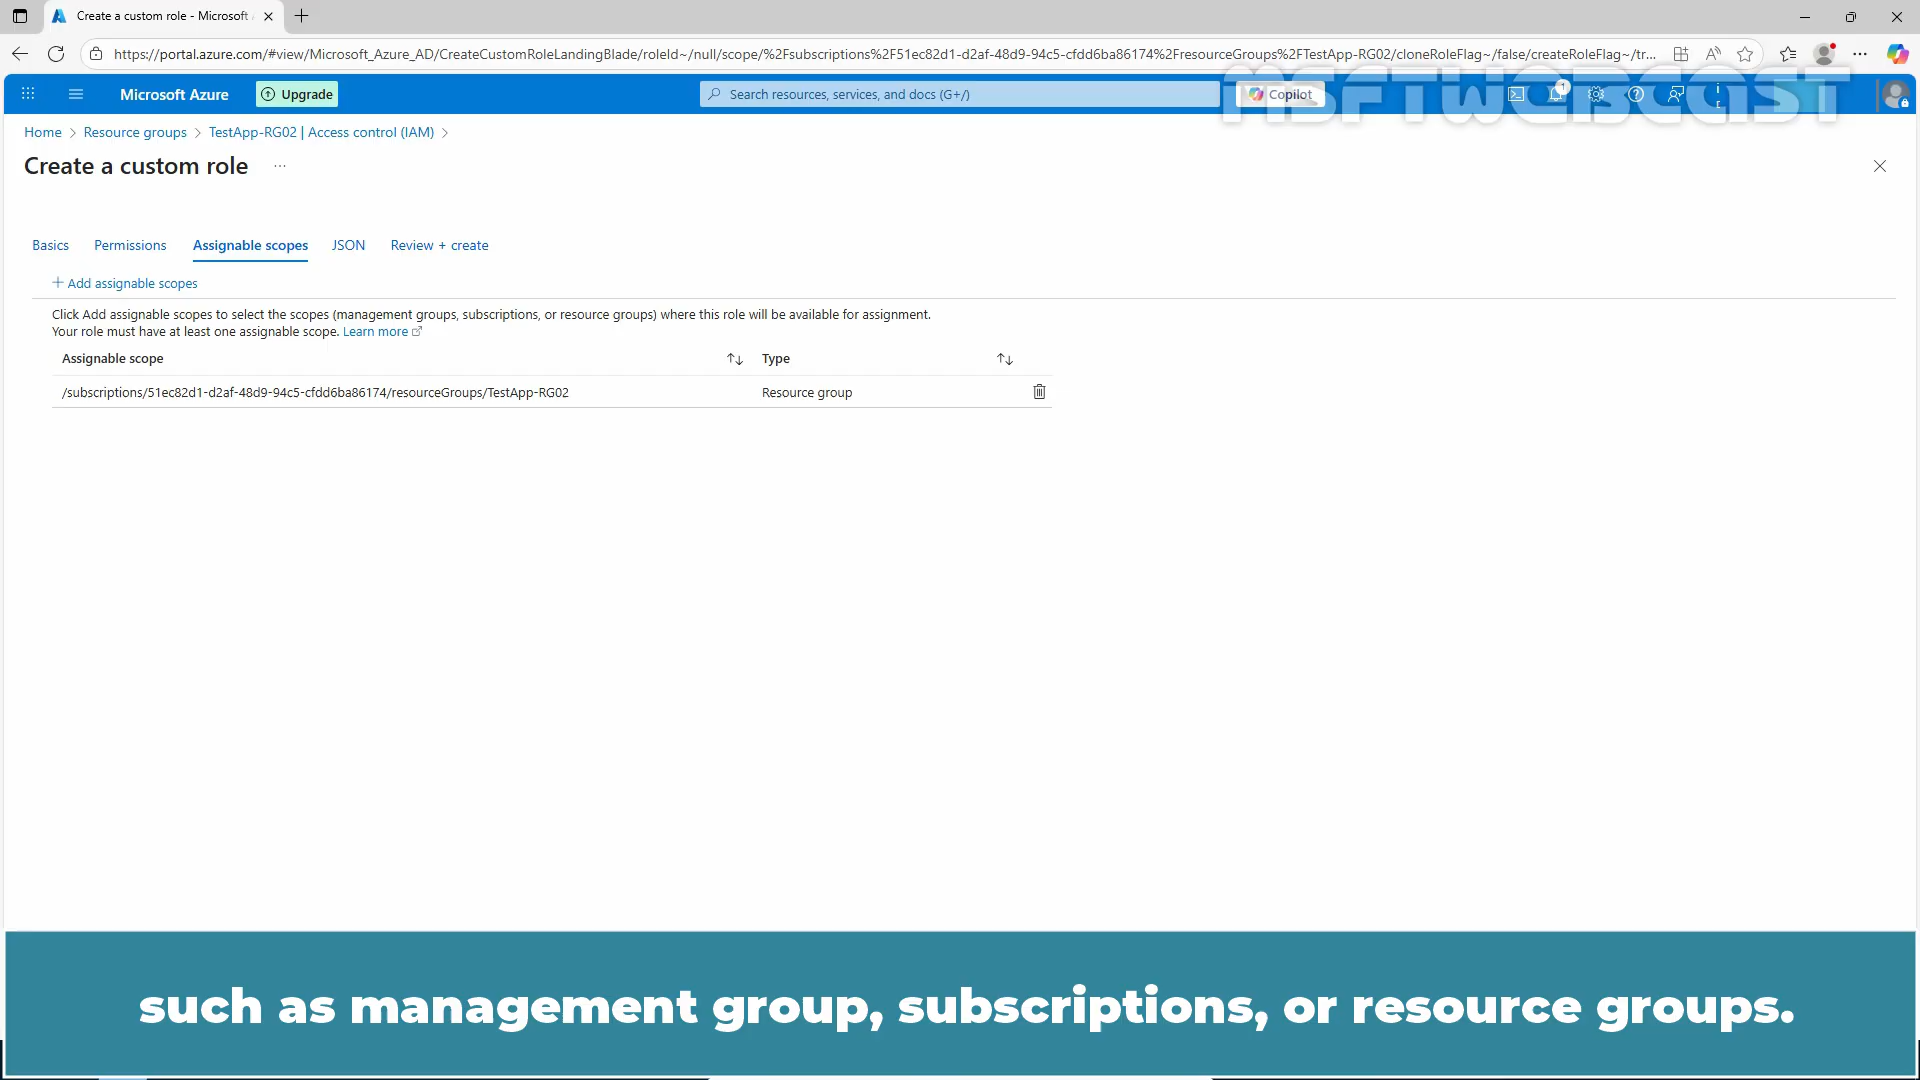 Create a custom role - Microsoft
https://portal.azure.com/#view/Microsoft_Azure_AD/CreateCustomRoleLandingBlade/roleId~/null/scope/%2Fsubscriptions%2F51ec82d1-d2af-48d9-94c5-cfdd6ba86174%2FresourceGroups%2FTestApp-RG02/cloneRoleFlag~/false/createRoleFlag~/tr...
Microsoft Azure
Upgrade
Search resources, services, and docs (G+/)
Copilot
1
MSFTWEBCAST
Home > Resource groups > TestApp-RG02 | Access control (IAM) >
Create a custom role ...
Basics Permissions Assignable scopes JSON Review + create
+ Add assignable scopes
Click Add assignable scopes to select the scopes (management groups, subscriptions, or resource groups) where this role will be available for assignment.
Your role must have at least one assignable scope. Learn more
Assignable scope Type
/subscriptions/51ec82d1-d2af-48d9-94c5-cfdd6ba86174/resourceGroups/TestApp-RG02 Resource group
such as management group, subscriptions, or resource groups.